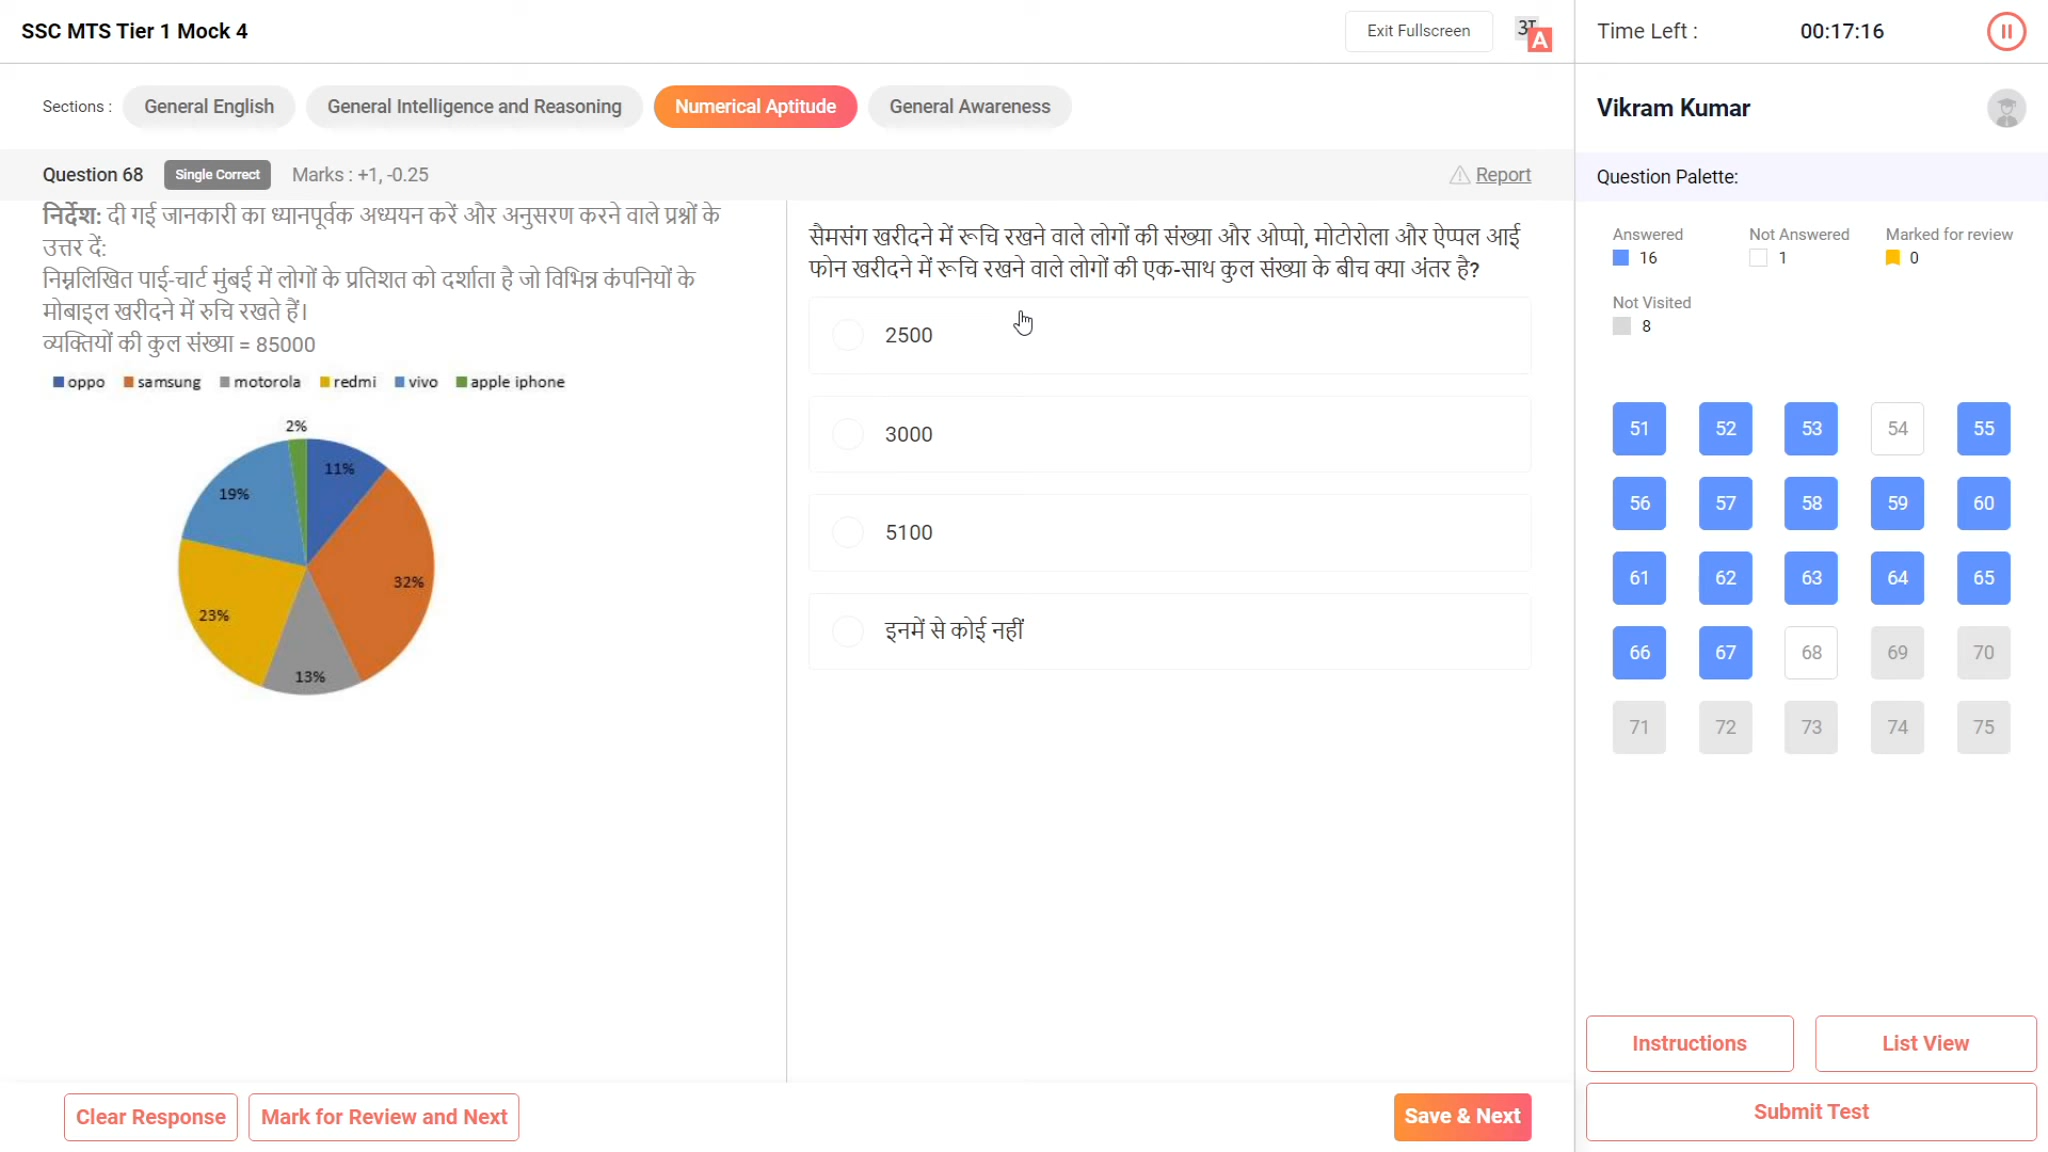 SSC MTS Tier 1 Mock 4
Exit Fullscreen
अ A
Time Left :
00:17:16
Sections :
General English
General Intelligence and Reasoning
Numerical Aptitude
General Awareness
Vikram Kumar
Question 68
Single Correct
Marks : +1, -0.25
Report
Question Palette:
निर्देश: दी गई जानकारी का ध्यानपूर्वक अध्ययन करें और अनुसरण करने वाले प्रश्नों के
उत्तर दें:
निम्नलिखित पाई-चार्ट मुंबई में लोगों के प्रतिशत को दर्शाता है जो विभिन्न कंपनियों के
मोबाइल खरीदने में रुचि रखते हैं।
व्यक्तियों की कुल संख्या = 85000
oppo samsung motorola redmi vivo apple iphone
2%
11%
19%
32%
23%
13%
सैमसंग खरीदने में रूचि रखने वाले लोगों की संख्या और ओप्पो, मोटोरोला और ऐप्पल आई
फोन खरीदने में रूचि रखने वाले लोगों की एक-साथ कुल संख्या के बीच क्या अंतर है?
2500
3000
5100
इनमें से कोई नहीं
Answered
16
Not Answered
1
Marked for review
0
Not Visited
8
51 52 53 54 55
56 57 58 59 60
61 62 63 64 65
66 67 68 69 70
71 72 73 74 75
Instructions
List View
Clear Response
Mark for Review and Next
Save & Next
Submit Test